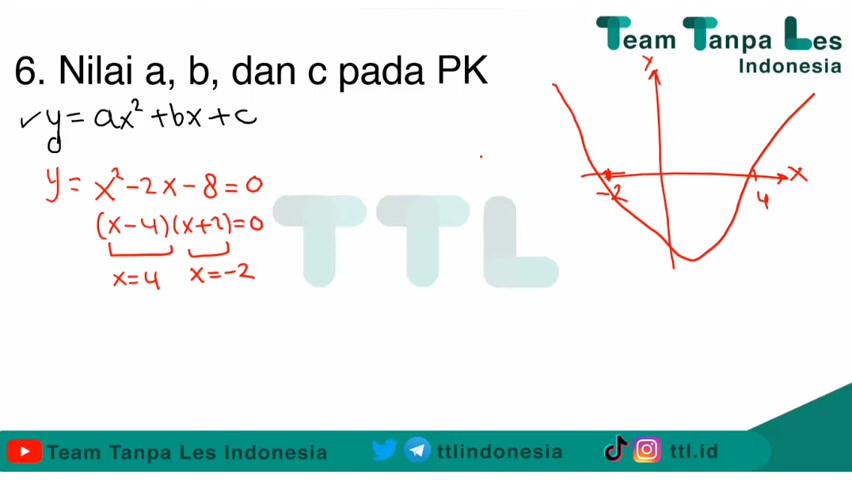 Team Tanpa Les
Indonesia
6. Nilai a, b, dan c pada PK
✓ y = ax² + bx + c
y = x² - 2x - 8 = 0
(x - 4)(x + 2) = 0
x = 4 x = -2
y
x
-2
4
TTL
Team Tanpa Les Indonesia
ttlindonesia
ttl.id